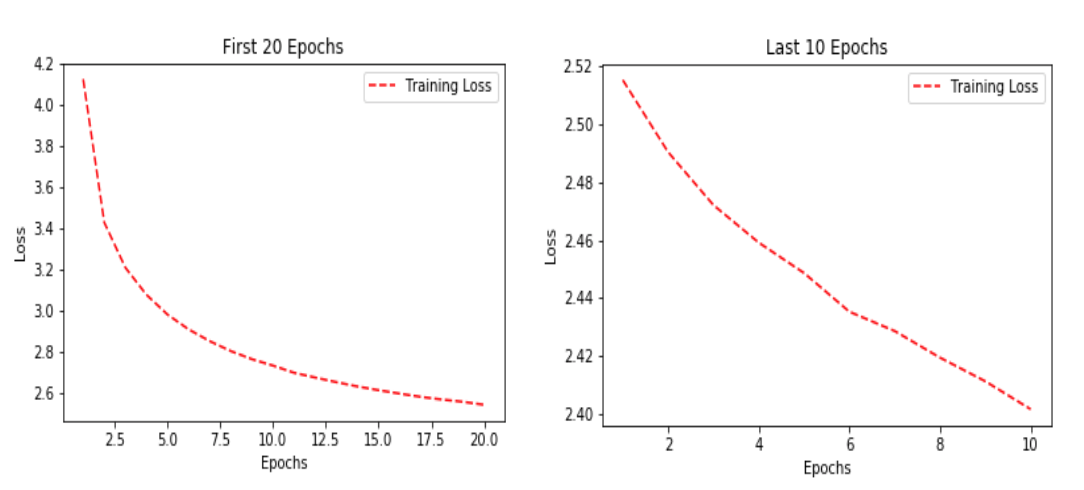 First 20 Epochs
4.2
4.0
3.8
3.6
3.4
3.2
3.0
2.8
2.6
Loss
Training Loss
2.5 5.0 7.5 10.0 12.5 15.0 17.5 20.0
Epochs
Last 10 Epochs
2.52
2.50
2.48
2.46
2.44
2.42
2.40
Loss
Training Loss
2 4 6 8 10
Epochs